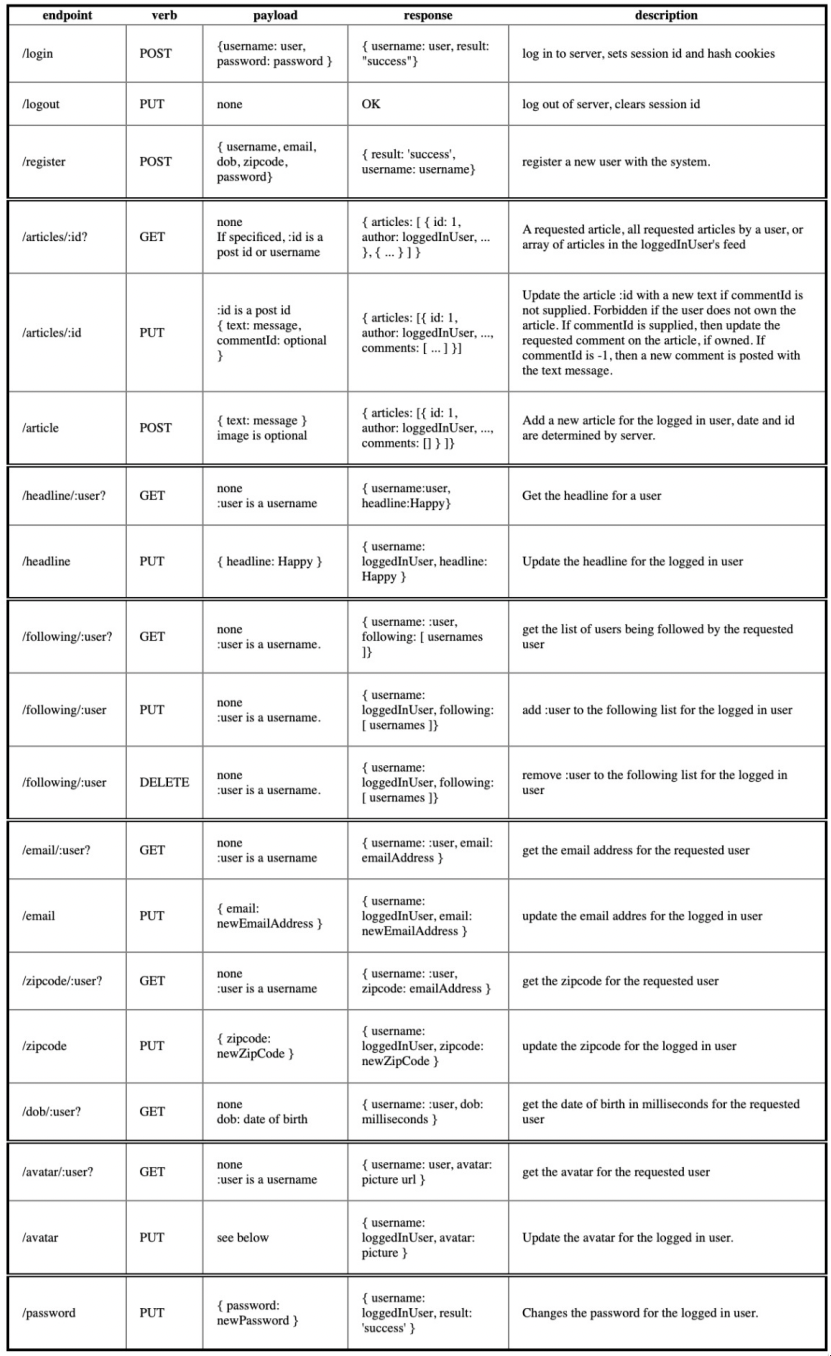 endpoint verb payload response description
/login POST {username: user, password: password } { username: user, result: "success"} log in to server, sets session id and hash cookies
/logout PUT none OK log out of server, clears session id
/register POST { username, email, dob, zipcode, password} { result: 'success', username: username} register a new user with the system.
/articles/:id? GET none If specificed, :id is a post id or username { articles: [ { id: 1, author: loggedInUser, ... }, { ... } ] } A requested article, all requested articles by a user, or array of articles in the loggedInUser's feed
/articles/:id PUT :id is a post id { text: message, commentId: optional } { articles: [{ id: 1, author: loggedInUser, ..., comments: [ ... ] }] Update the article :id with a new text if commentId is not supplied. Forbidden if the user does not own the article. If commentId is supplied, then update the requested comment on the article, if owned. If commentId is -1, then a new comment is posted with the text message.
/article POST { text: message } image is optional { articles: [{ id: 1, author: loggedInUser, ..., comments: [] } ]} Add a new article for the logged in user, date and id are determined by server.
/headline/:user? GET none :user is a username { username:user, headline:Happy} Get the headline for a user
/headline PUT { headline: Happy } { username: loggedInUser, headline: Happy } Update the headline for the logged in user
/following/:user? GET none :user is a username. { username: :user, following: [ usernames ]} get the list of users being followed by the requested user
/following/:user PUT none :user is a username. { username: loggedInUser, following: [ usernames ]} add :user to the following list for the logged in user
/following/:user DELETE none :user is a username. { username: loggedInUser, following: [ usernames ]} remove :user to the following list for the logged in user
/email/:user? GET none :user is a username { username: :user, email: emailAddress } get the email address for the requested user
/email PUT { email: newEmailAddress } { username: loggedInUser, email: newEmailAddress } update the email addres for the logged in user
/zipcode/:user? GET none :user is a username { username: :user, zipcode: emailAddress } get the zipcode for the requested user
/zipcode PUT { zipcode: newZipCode } { username: loggedInUser, zipcode: newZipCode } update the zipcode for the logged in user
/dob/:user? GET none dob: date of birth { username: :user, dob: milliseconds } get the date of birth in milliseconds for the requested user
/avatar/:user? GET none :user is a username { username: user, avatar: picture url } get the avatar for the requested user
/avatar PUT see below { username: loggedInUser, avatar: picture } Update the avatar for the logged in user.
/password PUT { password: newPassword } { username: loggedInUser, result: 'success' } Changes the password for the logged in user.